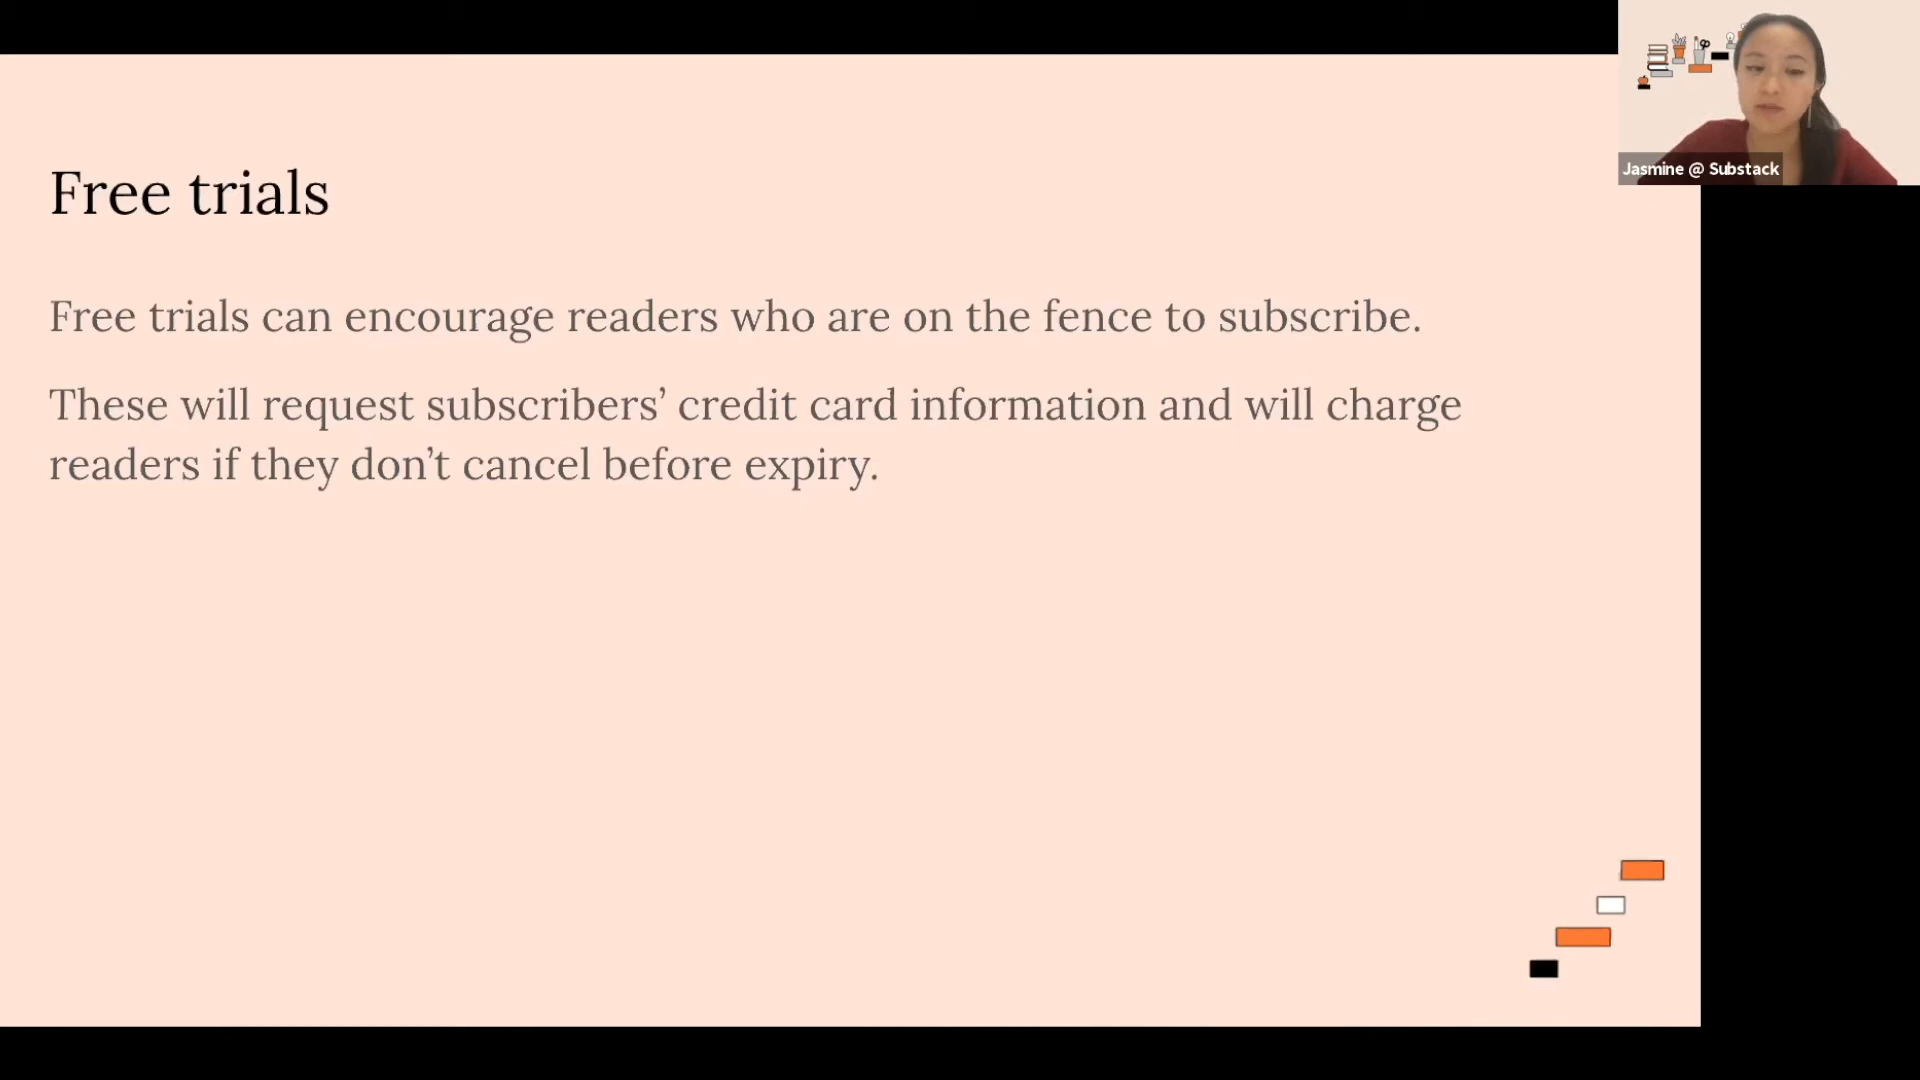 Free trials
Free trials can encourage readers who are on the fence to subscribe.
These will request subscribers’ credit card information and will charge
readers if they don’t cancel before expiry.
Jasmine @ Substack